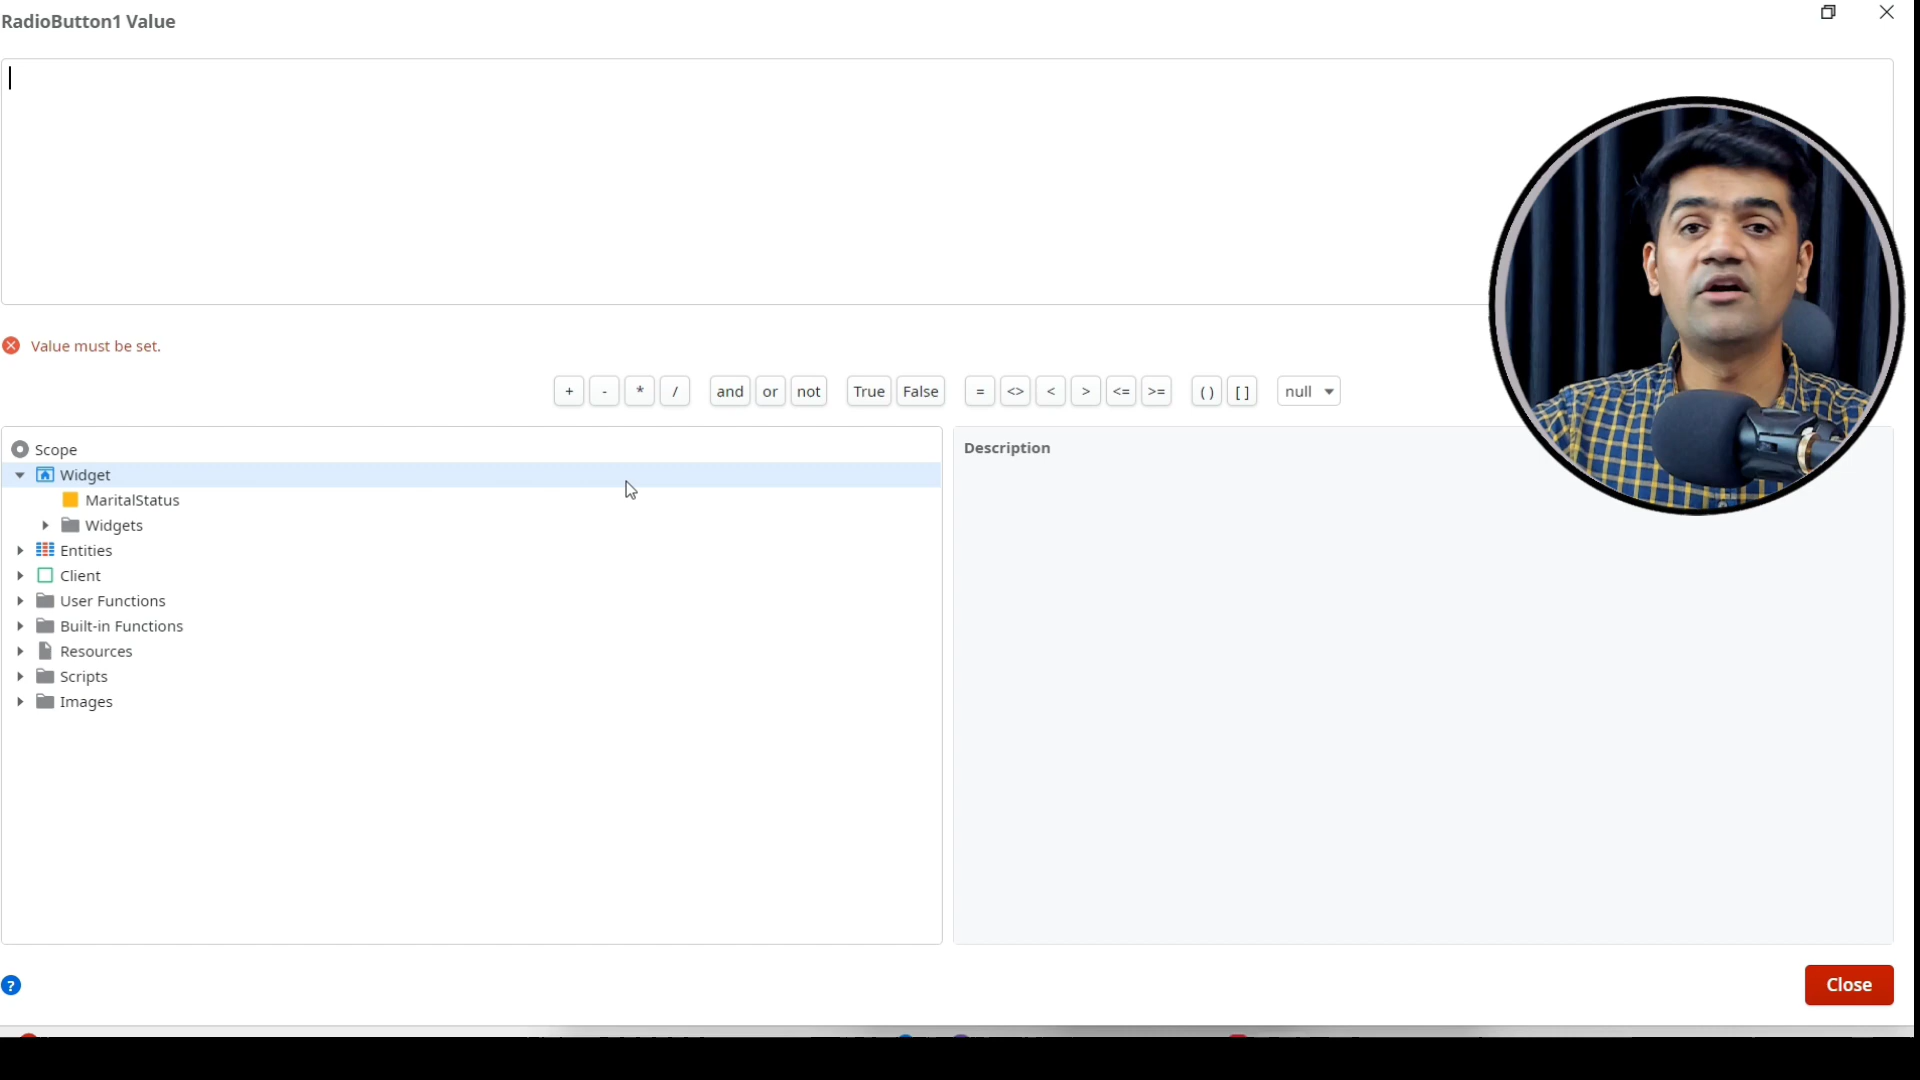 RadioButton1 Value
Value must be set.
+ - * / and or not True False = <> < > <= >= ( ) [ ] null
Scope
Widget
MaritalStatus
Widgets
Entities
Client
User Functions
Built-in Functions
Resources
Scripts
Images
Description
?
Close